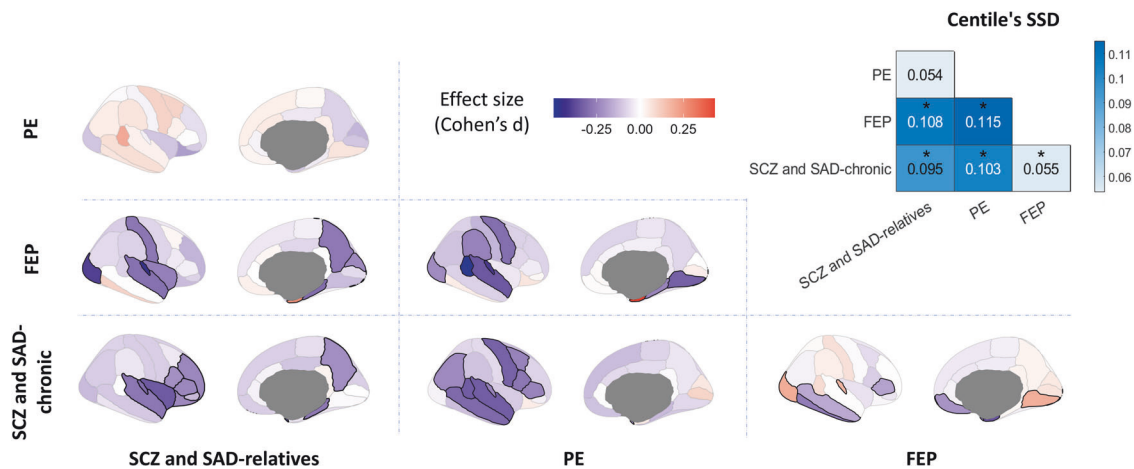 Centile's SSD
PE
Effect size
(Cohen's d)
-0.25
0.00
0.25
PE
0.054
FEP
*
0.108
*
0.115
SCZ and SAD-chronic
*
0.095
*
0.103
*
0.055
SCZ and SAD-relatives
PE
FEP
0.11
0.1
0.09
0.08
0.07
0.06
FEP
SCZ and SAD-
chronic
SCZ and SAD-relatives
PE
FEP